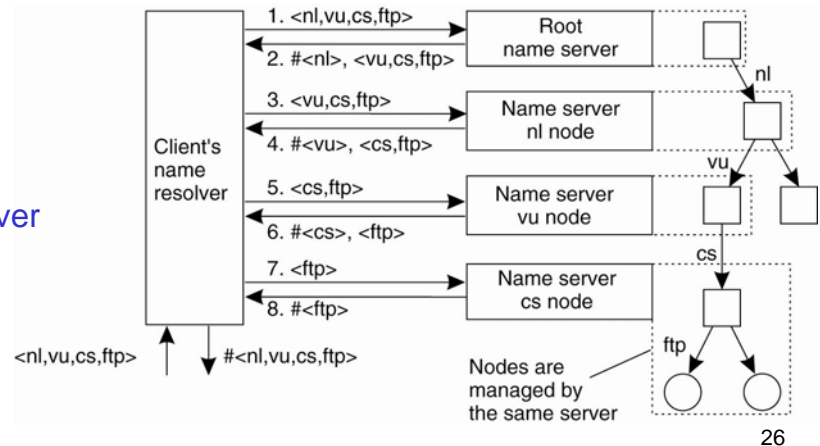 1. <nl,vu,cs,ftp>
2. #<nl>, <vu,cs,ftp>
3. <vu,cs,ftp>
4. #<vu>, <cs,ftp>
5. <cs,ftp>
6. #<cs>, <ftp>
7. <ftp>
8. #<ftp>
Client's
name
resolver
ver
<nl,vu,cs,ftp>
#<nl,vu,cs,ftp>
Root
name server
Name server
nl node
Name server
vu node
Name server
cs node
nl
vu
cs
ftp
Nodes are
managed by
the same server
26